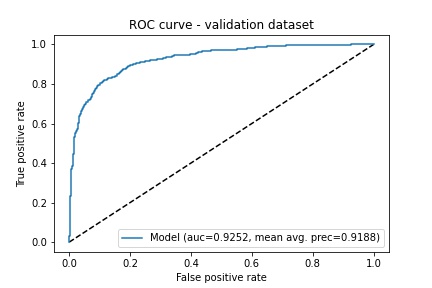 ROC curve - validation dataset
True positive rate
1.0
0.8
0.6
0.4
0.2
0.0
Model (auc=0.9252, mean avg. prec=0.9188)
0.0 0.2 0.4 0.6 0.8 1.0
False positive rate